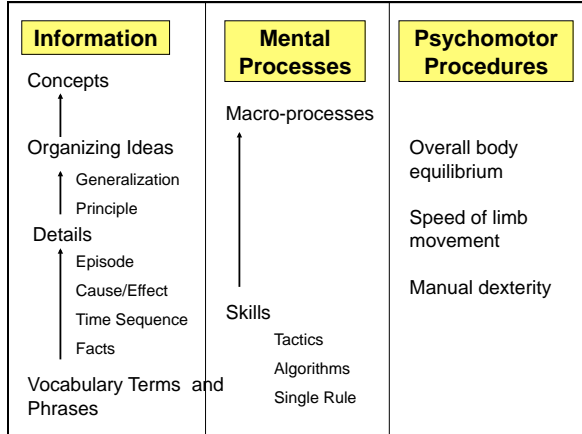 Information
Concepts
Organizing Ideas
Generalization
Principle
Details
Episode
Cause/Effect
Time Sequence
Facts
Vocabulary Terms and
Phrases
Mental
Processes
Macro-processes
Skills
Tactics
Algorithms
Single Rule
Psychomotor
Procedures
Overall body
equilibrium
Speed of limb
movement
Manual dexterity